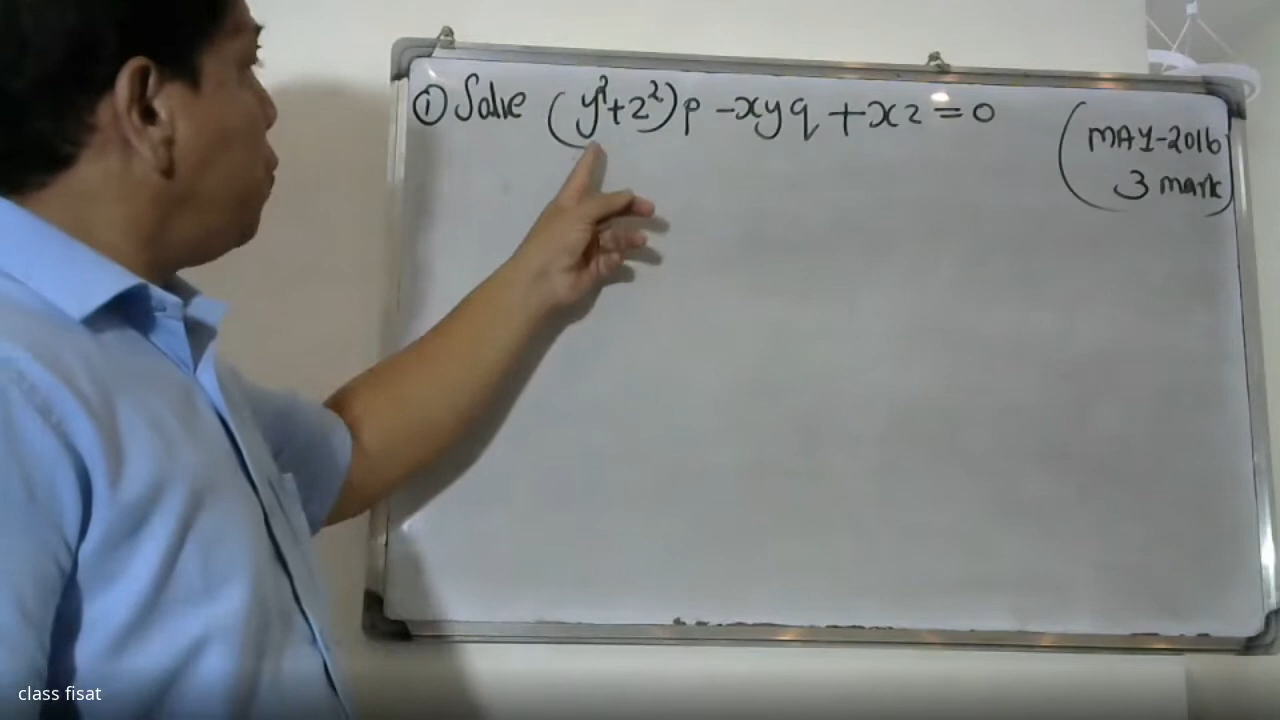 ① Solve (y²+z²)p -xyq +xz = 0
(MAY-2016
3 mark)
class fisat